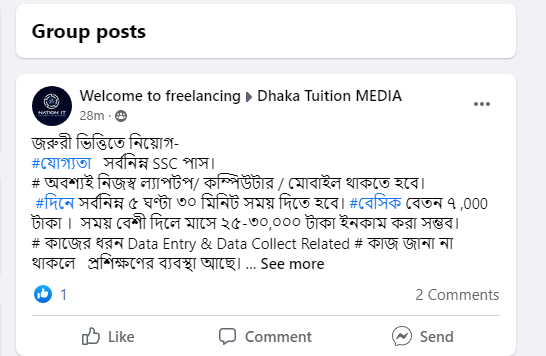 Group posts
NATION IT
Welcome to freelancing ▸ Dhaka Tuition MEDIA
28m ·
জরুরী ভিত্তিতে নিয়োগ-
#যোগ্যতা সর্বনিন্ন SSC পাস।
# অবশ্যই নিজস্ব ল্যাপটপ/ কম্পিউটার / মোবাইল থাকতে হবে।
#দিনে সর্বনিন্ন ৫ ঘণ্টা ৩০ মিনিট সময় দিতে হবে। #বেসিক বেতন ৭ ,000
টাকা । সময় বেশী দিলে মাসে ২৫-৩০,০০০ টাকা ইনকাম করা সম্ভব।
# কাজের ধরন Data Entry & Data Collect Related # কাজ জানা না
থাকলে প্রশিক্ষণের ব্যবস্থা আছে। ... See more
1 2 Comments
Like Comment Send